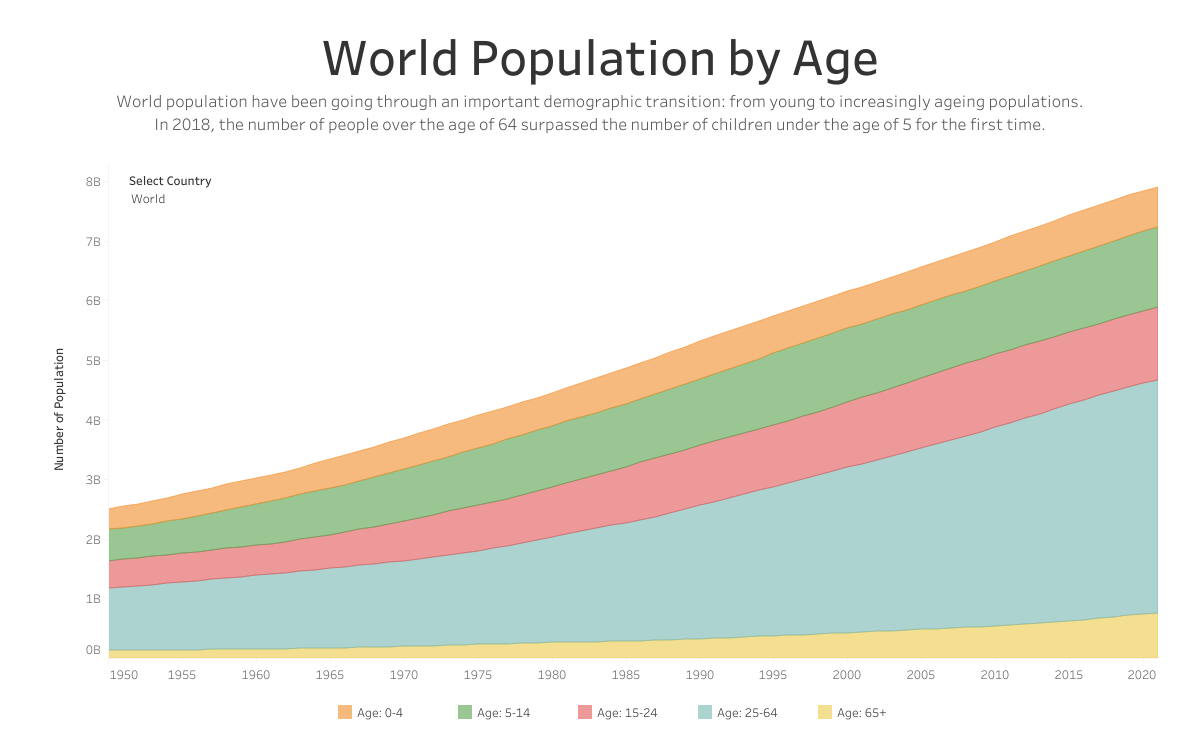 World Population by Age
World population have been going through an important demographic transition: from young to increasingly ageing populations.
In 2018, the number of people over the age of 64 surpassed the number of children under the age of 5 for the first time.
Select Country
World
8B
7B
6B
5B
4B
3B
2B
1B
0B
Number of Population
1950 1955 1960 1965 1970 1975 1980 1985 1990 1995 2000 2005 2010 2015 2020
Age: 0-4 Age: 5-14 Age: 15-24 Age: 25-64 Age: 65+